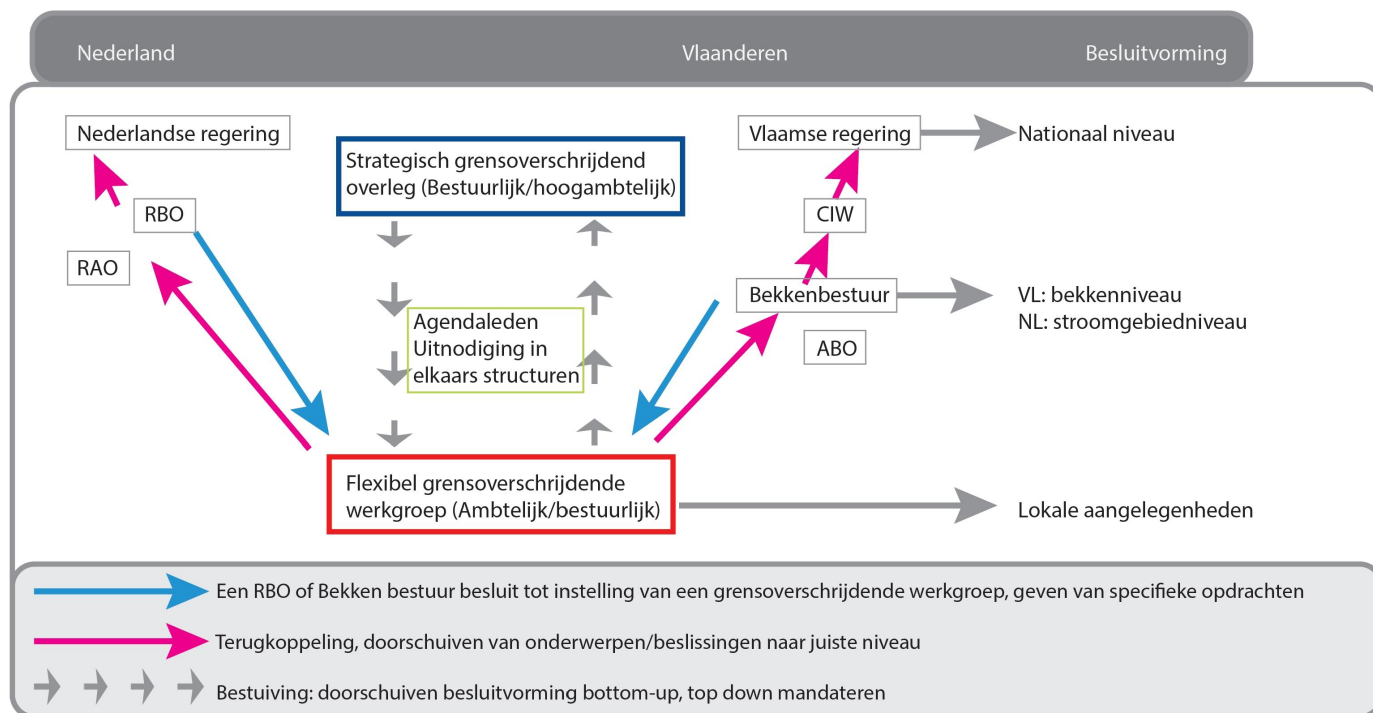 Nederland
Vlaanderen
Besluitvorming
Nederlandse regering
Strategisch grensoverschrijdend
overleg (Bestuurlijk/hoogambtelijk)
Vlaamse regering
Nationaal niveau
RBO
CIW
RAO
Bekkenbestuur
VL: bekkenniveau
NL: stroomgebiedniveau
Agendaleden
Uitnodiging in
elkaars structuren
ABO
Flexibel grensoverschrijdende
werkgroep (Ambtelijk/bestuurlijk)
Lokale aangelegenheden
Een RBO of Bekken bestuur besluit tot instelling van een grensoverschrijdende werkgroep, geven van specifieke opdrachten
Terugkoppeling, doorschuiven van onderwerpen/beslissingen naar juiste niveau
Bestuiving: doorschuiven besluitvorming bottom-up, top down mandateren